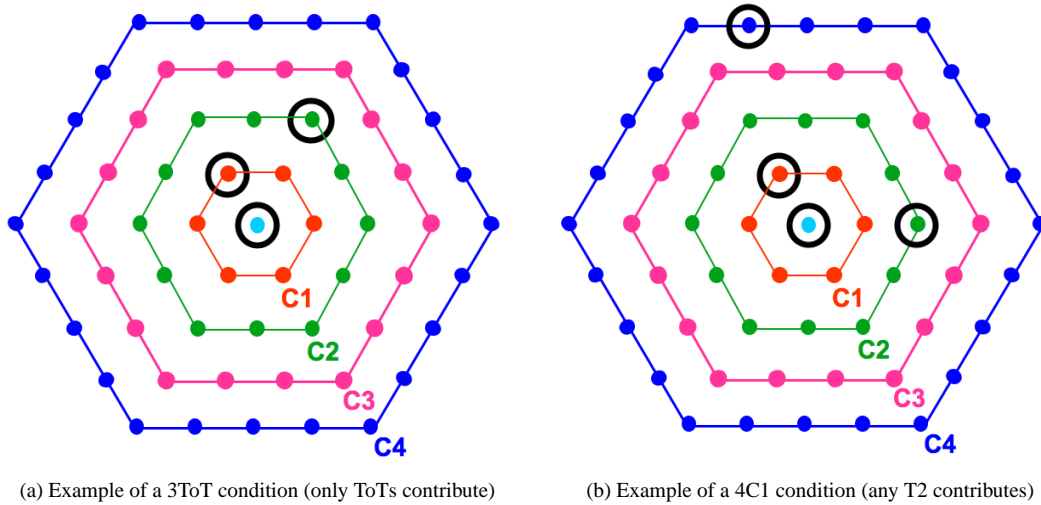 C1
C2
C3
C4
C1
C2
C3
C4
(a) Example of a 3ToT condition (only ToTs contribute)
(b) Example of a 4C1 condition (any T2 contributes)